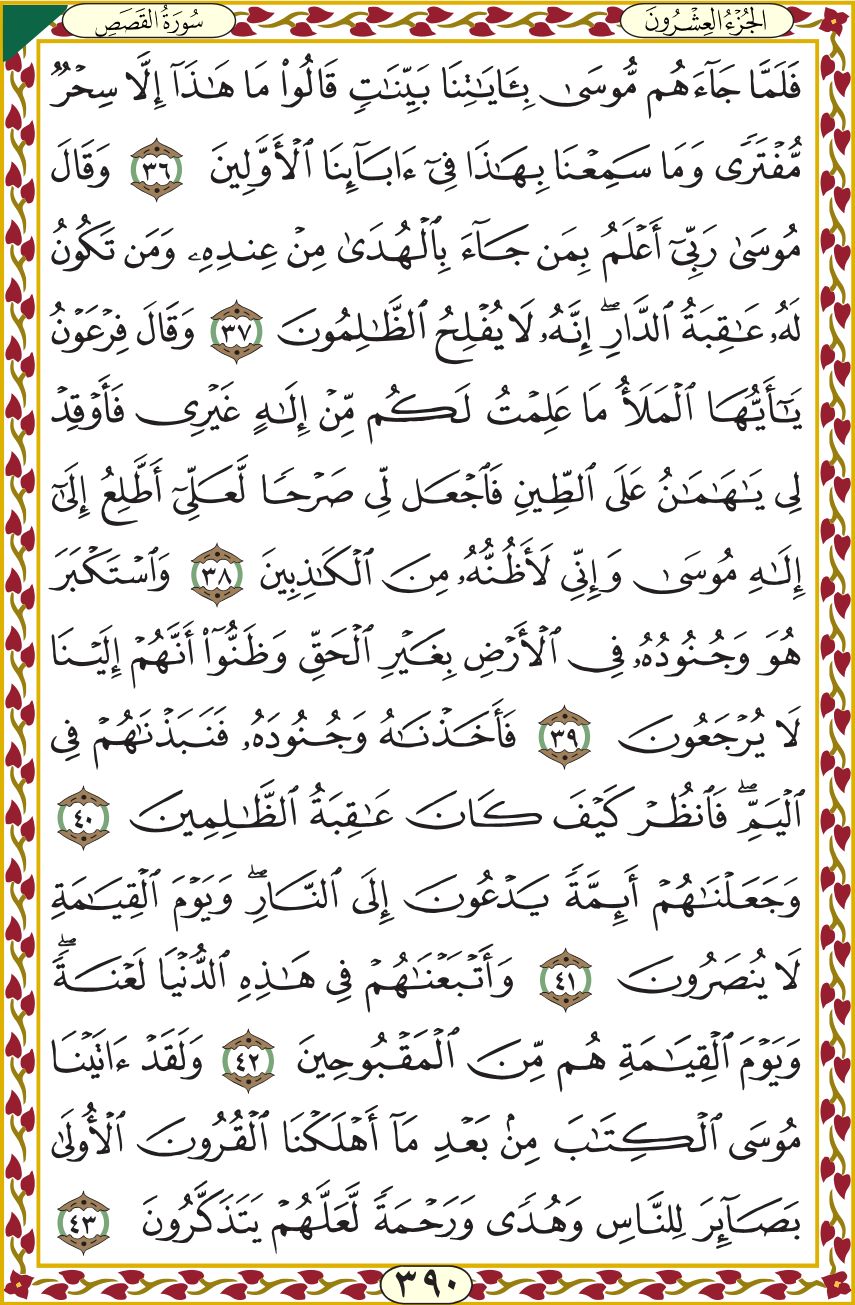 الجُزْءُ العِشْرُونَ
سُورَةُ القَصَصِ
فَلَمَّا جَآءَهُم مُّوسَىٰ بِـَٔايَٰتِنَا بَيِّنَٰتٖ قَالُواْ مَا هَٰذَآ إِلَّا سِحۡرٞ
مُّفۡتَرٗى وَمَا سَمِعۡنَا بِهَٰذَا فِيٓ ءَابَآئِنَا ٱلۡأَوَّلِينَ ٣٦ وَقَالَ
مُوسَىٰ رَبِّيٓ أَعۡلَمُ بِمَن جَآءَ بِٱلۡهُدَىٰ مِنۡ عِندِهِۦ وَمَن تَكُونُ
لَهُۥ عَٰقِبَةُ ٱلدَّارِۚ إِنَّهُۥ لَا يُفۡلِحُ ٱلظَّٰلِمُونَ ٣٧ وَقَالَ فِرۡعَوۡنُ
يَٰٓأَيُّهَا ٱلۡمَلَأُ مَا عَلِمۡتُ لَكُم مِّنۡ إِلَٰهٍ غَيۡرِي فَأَوۡقِدۡ
لِي يَٰهَٰمَٰنُ عَلَى ٱلطِّينِ فَٱجۡعَل لِّي صَرۡحٗا لَّعَلِّيٓ أَطَّلِعُ إِلَىٰٓ
إِلَٰهِ مُوسَىٰ وَإِنِّي لَأَظُنُّهُۥ مِنَ ٱلۡكَٰذِبِينَ ٣٨ وَٱسۡتَكۡبَرَ
هُوَ وَجُنُودُهُۥ فِي ٱلۡأَرۡضِ بِغَيۡرِ ٱلۡحَقِّ وَظَنُّوٓاْ أَنَّهُمۡ إِلَيۡنَا
لَا يُرۡجَعُونَ ٣٩ فَأَخَذۡنَٰهُ وَجُنُودَهُۥ فَنَبَذۡنَٰهُمۡ فِي
ٱلۡيَمِّۖ فَٱنظُرۡ كَيۡفَ كَانَ عَٰقِبَةُ ٱلظَّٰلِمِينَ ٤٠
وَجَعَلۡنَٰهُمۡ أَئِمَّةٗ يَدۡعُونَ إِلَى ٱلنَّارِۖ وَيَوۡمَ ٱلۡقِيَٰمَةِ
لَا يُنصَرُونَ ٤١ وَأَتۡبَعۡنَٰهُمۡ فِي هَٰذِهِ ٱلدُّنۡيَا لَعۡنَةٗۖ
وَيَوۡمَ ٱلۡقِيَٰمَةِ هُم مِّنَ ٱلۡمَقۡبُوحِينَ ٤٢ وَلَقَدۡ ءَاتَيۡنَا
مُوسَى ٱلۡكِتَٰبَ مِنۢ بَعۡدِ مَآ أَهۡلَكۡنَا ٱلۡقُرُونَ ٱلۡأُولَىٰ
بَصَآئِرَ لِلنَّاسِ وَهُدٗى وَرَحۡمَةٗ لَّعَلَّهُمۡ يَتَذَكَّرُونَ ٤٣
٣٩٠